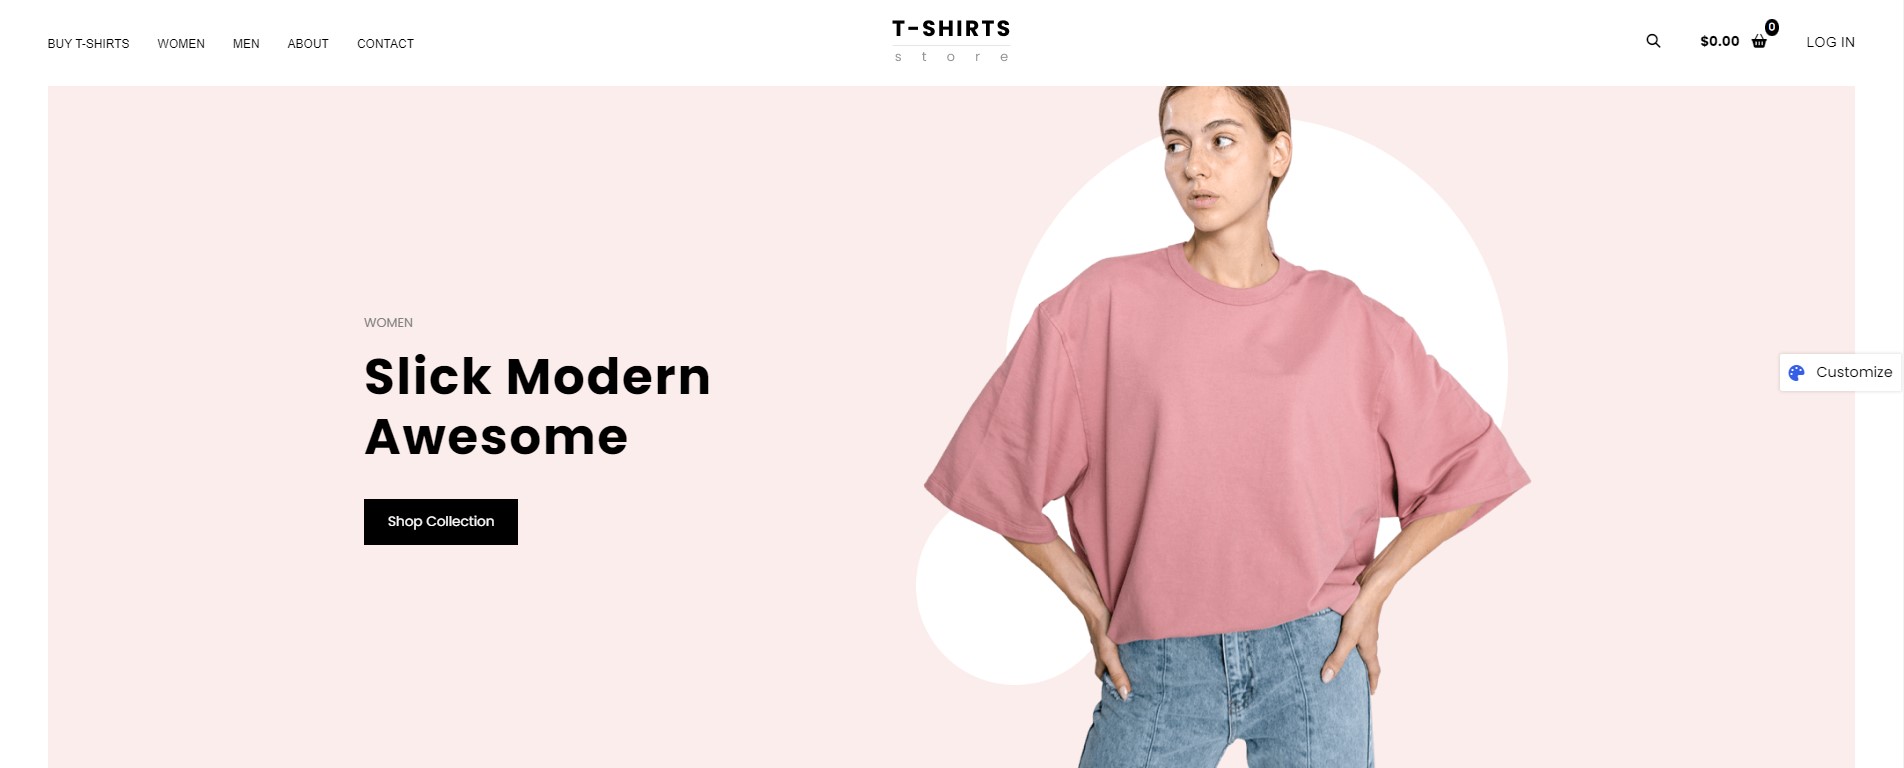 BUY T-SHIRTS WOMEN MEN ABOUT CONTACT
T-SHIRTS
store
$0.00 0 LOG IN
WOMEN
Slick Modern
Awesome
Shop Collection
Customize